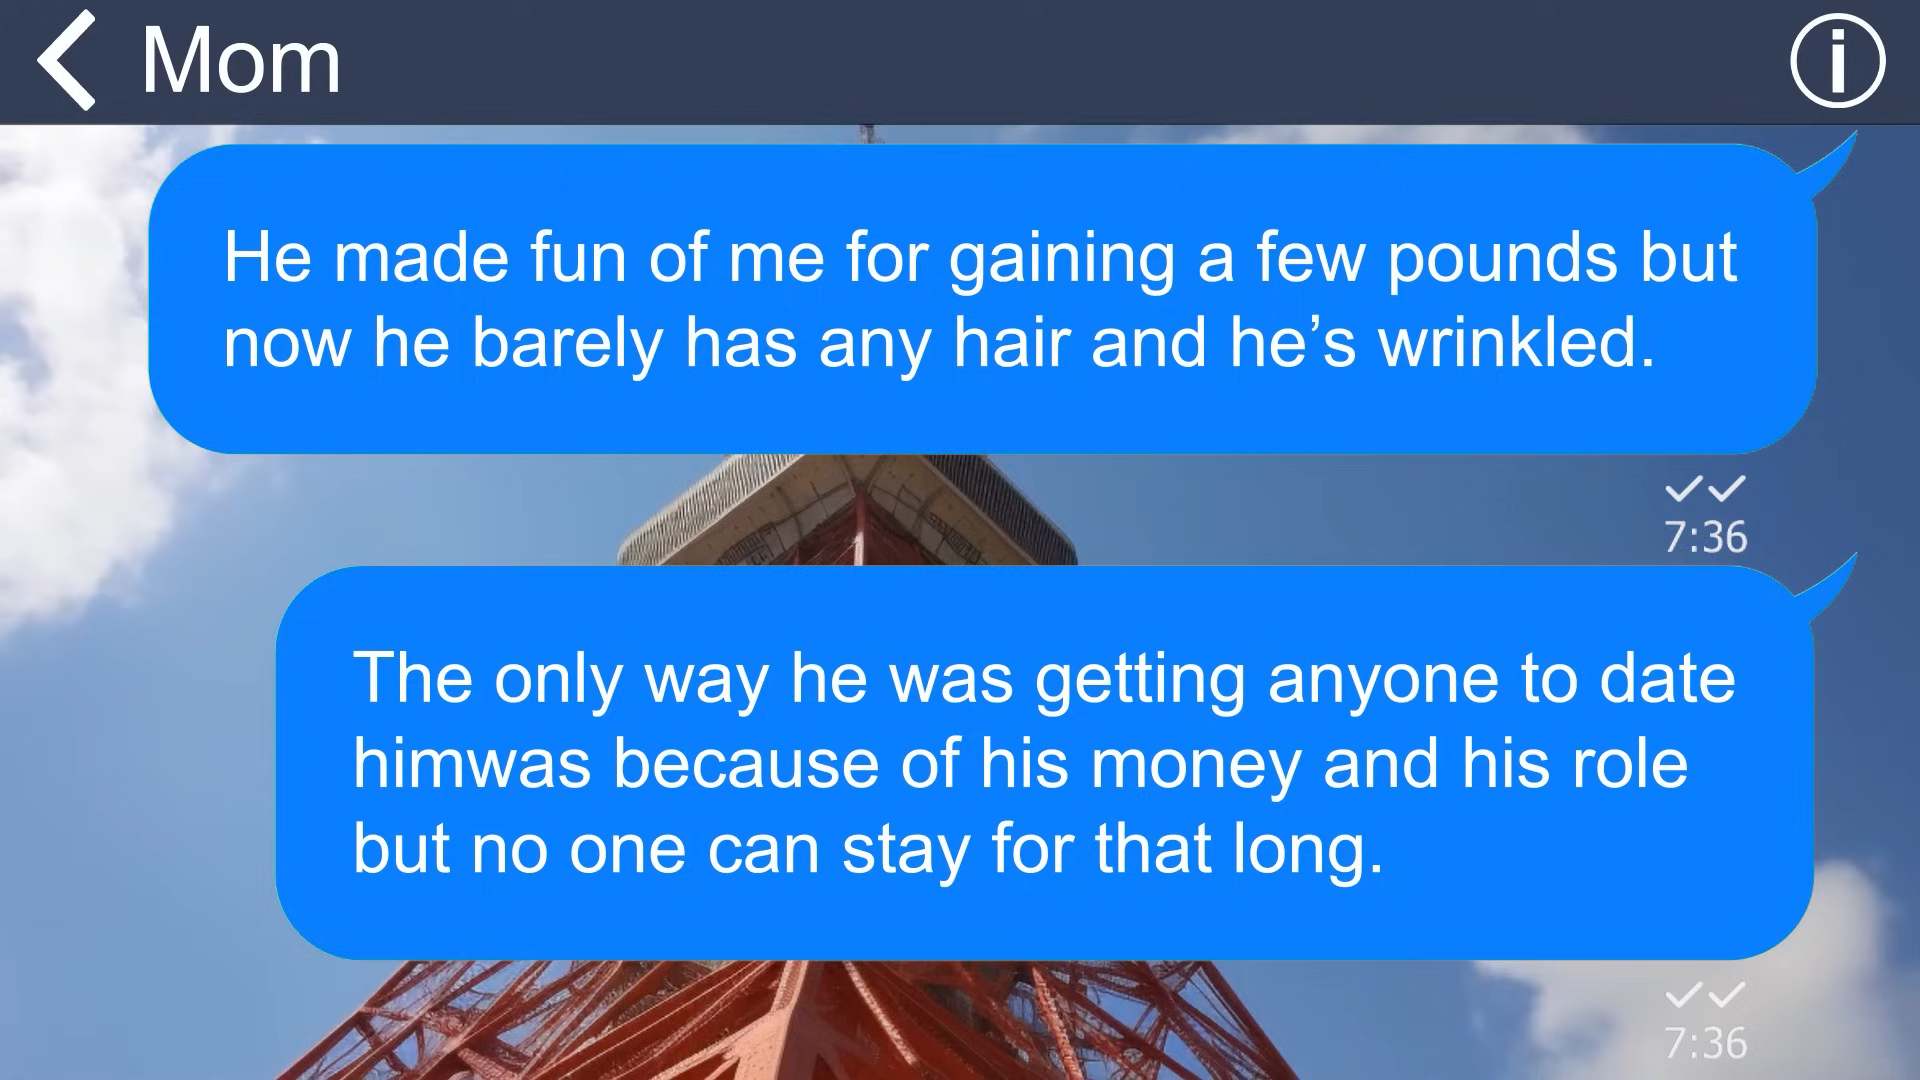 Mom
He made fun of me for gaining a few pounds but
now he barely has any hair and he’s wrinkled.
7:36
The only way he was getting anyone to date
himwas because of his money and his role
but no one can stay for that long.
7:36